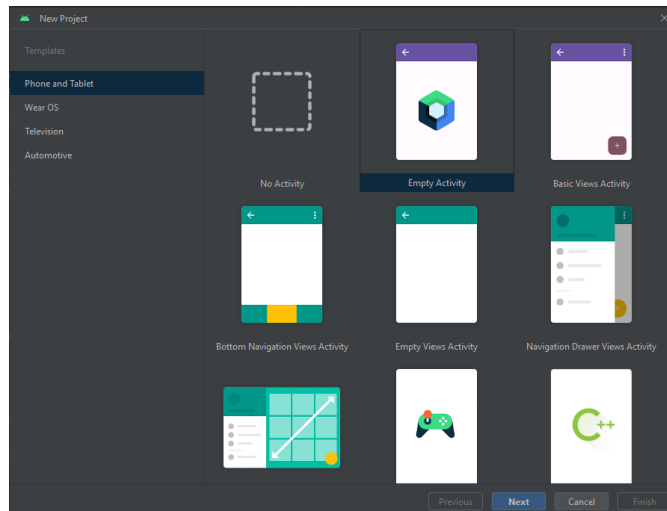 New Project
Templates
Phone and Tablet
Wear OS
Television
Automotive
No Activity
Empty Activity
Basic Views Activity
Bottom Navigation Views Activity
Empty Views Activity
Navigation Drawer Views Activity
C++
Previous
Next
Cancel
Finish